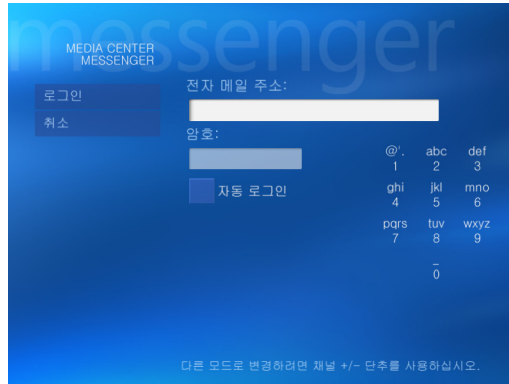 messenger
MEDIA CENTER
MESSENGER
로그인
취소
전자 메일 주소:
암호:
자동 로그인
@'. abc def
1 2 3
ghi jkl mno
4 5 6
pqrs tuv wxyz
7 8 9
_
0
다른 모드로 변경하려면 채널 +/- 단추를 사용하십시오.